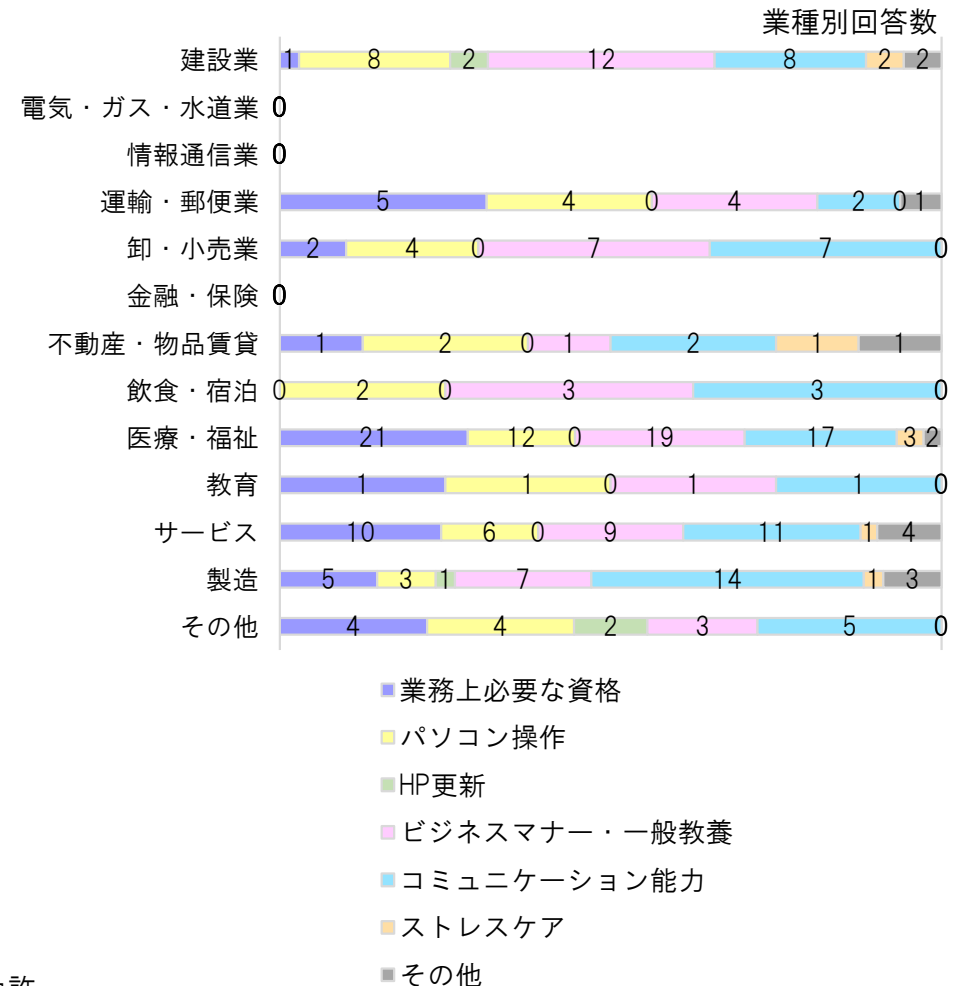 業種別回答数
建設業 1 8 2 12 8 2 2
電気・ガス・水道業 0
情報通信業 0
運輸・郵便業 5 4 0 4 2 0 1
卸・小売業 2 4 0 7 7 0
金融・保険 0
不動産・物品賃貸 1 2 0 1 2 1 1
飲食・宿泊 0 2 0 3 3 0
医療・福祉 21 12 0 19 17 3 2
教育 1 1 0 1 1 0
サービス 10 6 0 9 11 1 4
製造 5 3 1 7 14 1 3
その他 4 4 2 3 5 0
業務上必要な資格
パソコン操作
HP更新
ビジネスマナー・一般教養
コミュニケーション能力
ストレスケア
その他